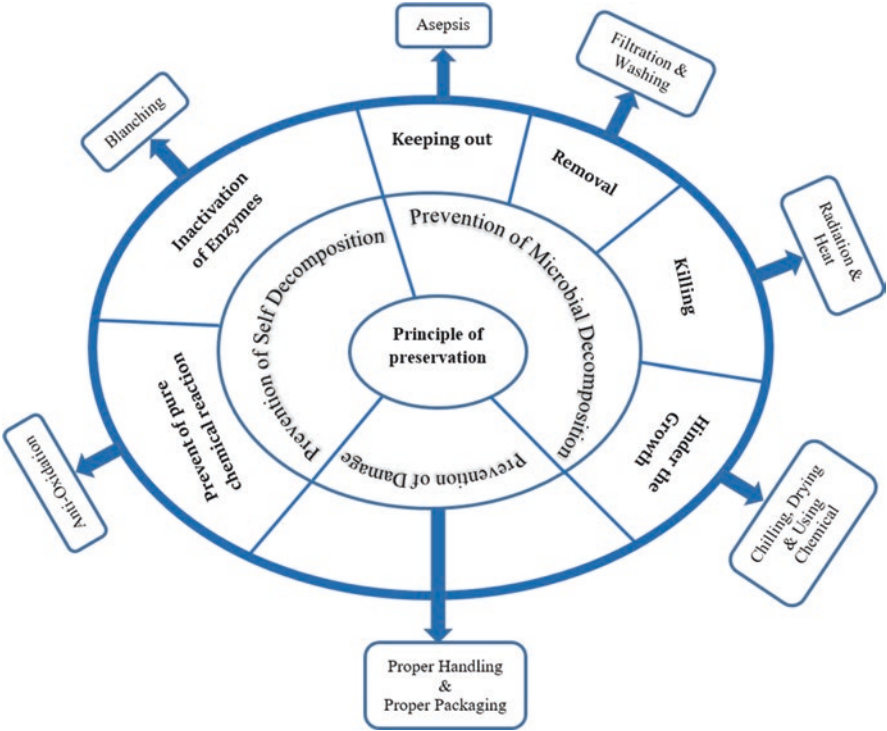 Asepsis
Filtration &
Washing
Blanching
Keeping out
Removal
Inactivation
of Enzymes
Prevention of Microbial Decomposition
Prevention of Self Decomposition
Radiation &
Heat
Killing
Principle of
preservation
Prevent of pure
chemical reaction
Hinder the
Growth
Prevention of Damage
Anti-Oxidation
Chilling, Drying
& Using
Chemical
Proper Handling
&
Proper Packaging